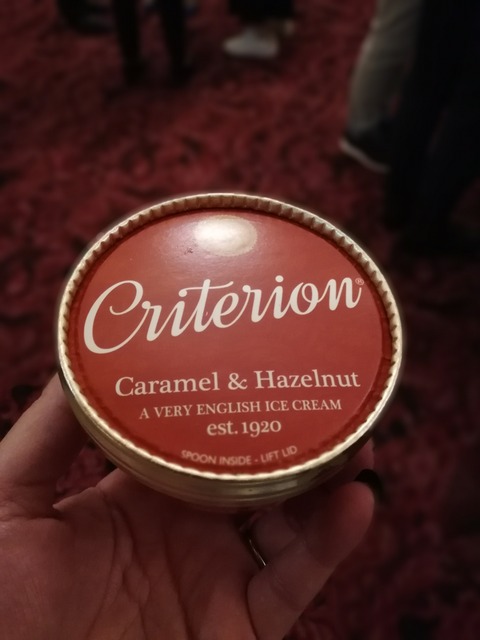 Criterion®
Caramel & Hazelnut
A VERY ENGLISH ICE CREAM
est. 1920
SPOON INSIDE - LIFT LID